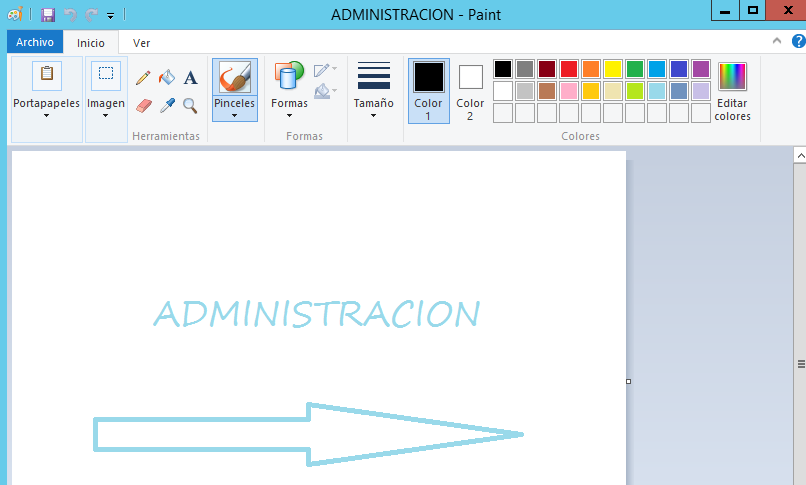 ADMINISTRACION - Paint
Archivo Inicio Ver
Portapapeles Imagen A Pinceles Formas Tamaño Color 1 Color 2 Editar colores
Herramientas Formas Colores
ADMINISTRACION